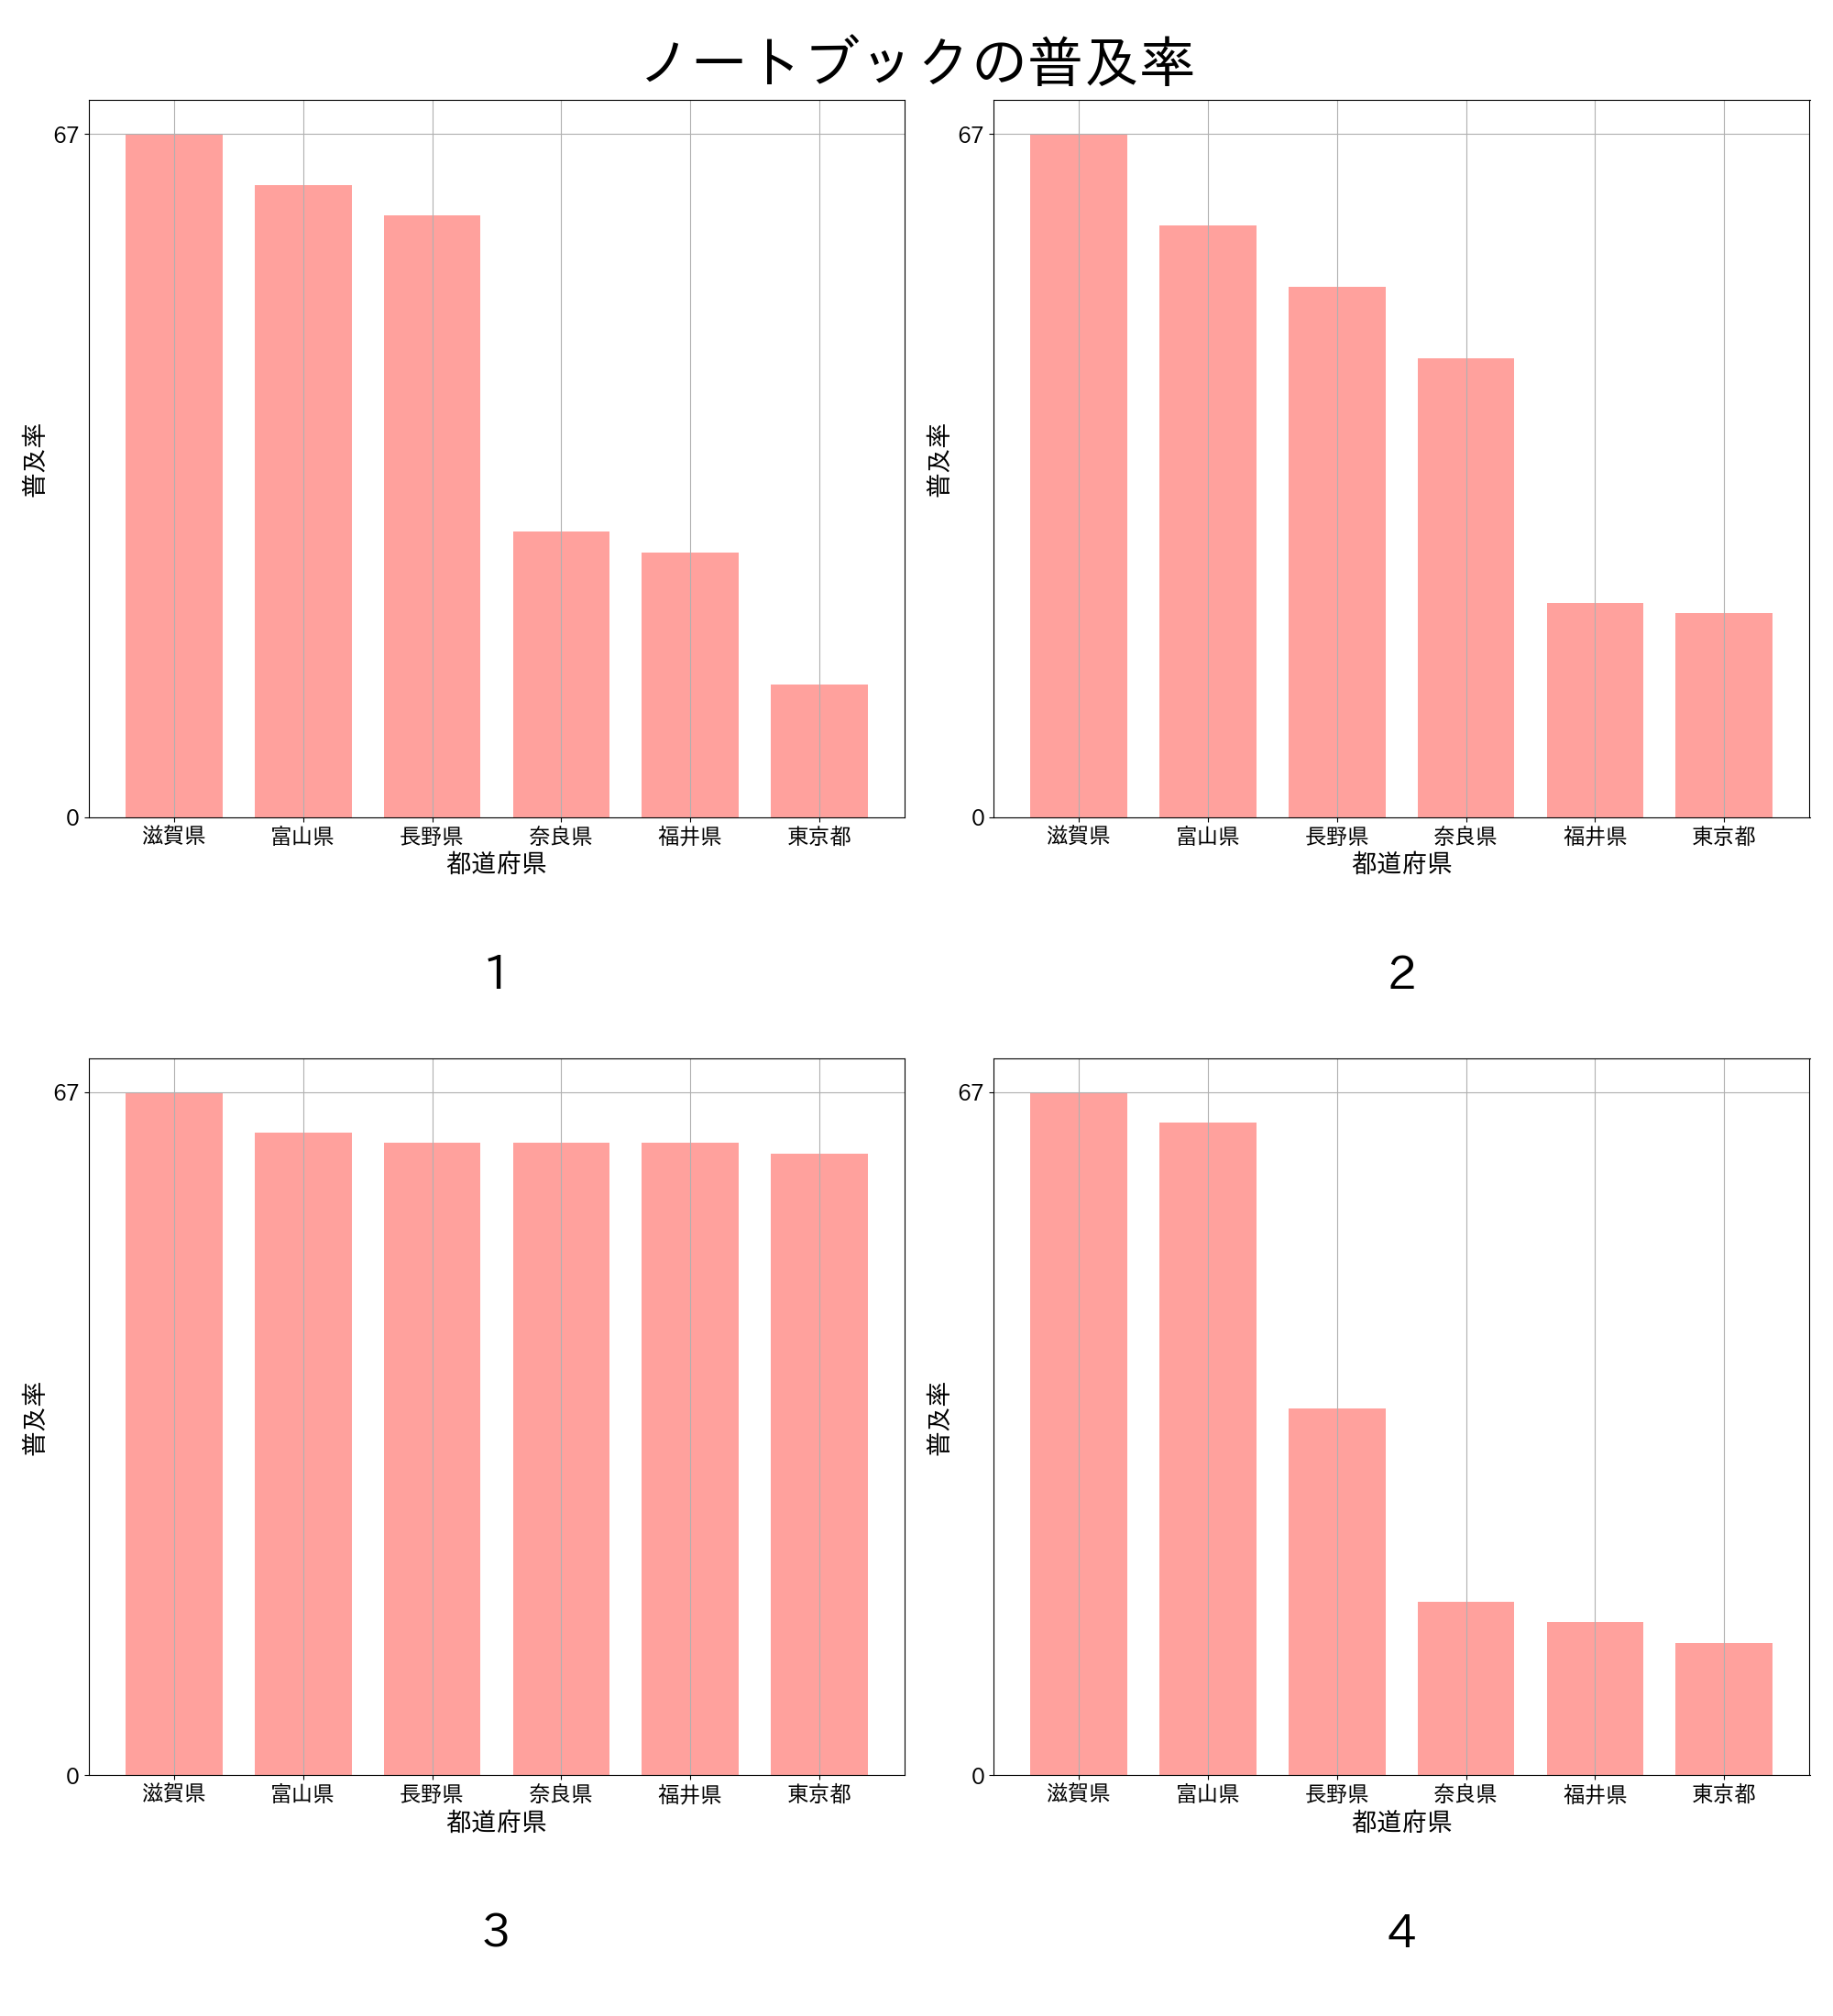 ノートブックの普及率
67
0
普及率
滋賀県 富山県 長野県 奈良県 福井県 東京都
都道府県
1
67
0
普及率
滋賀県 富山県 長野県 奈良県 福井県 東京都
都道府県
2
67
0
普及率
滋賀県 富山県 長野県 奈良県 福井県 東京都
都道府県
3
67
0
普及率
滋賀県 富山県 長野県 奈良県 福井県 東京都
都道府県
4